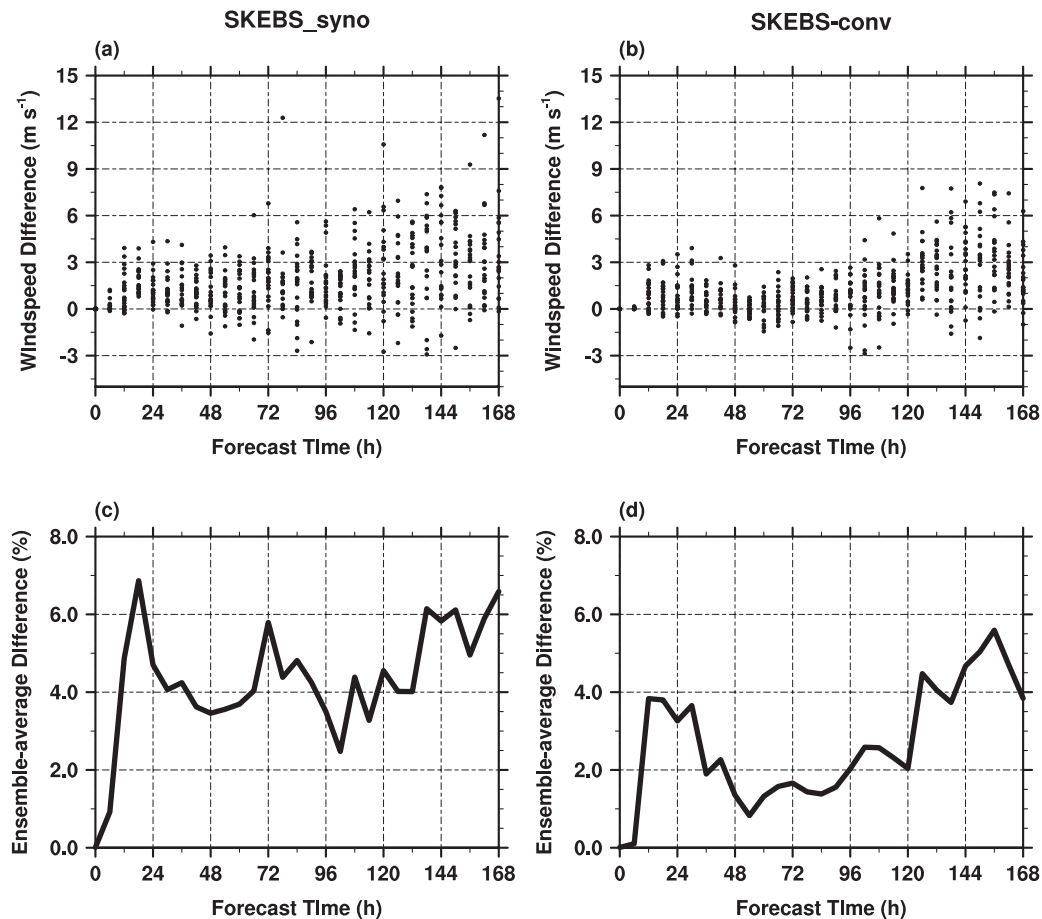 SKEBS_syno
SKEBS-conv
(a)
(b)
WIndspeed DIfference (m s⁻¹)
15
12
9
6
3
0
-3
0 24 48 72 96 120 144 168
Forecast TIme (h)
WIndspeed DIfference (m s⁻¹)
15
12
9
6
3
0
-3
0 24 48 72 96 120 144 168
Forecast TIme (h)
(c)
(d)
Ensemble-average DIfference (%)
8.0
6.0
4.0
2.0
0.0
0 24 48 72 96 120 144 168
Forecast TIme (h)
Ensemble-average DIfference (%)
8.0
6.0
4.0
2.0
0.0
0 24 48 72 96 120 144 168
Forecast TIme (h)